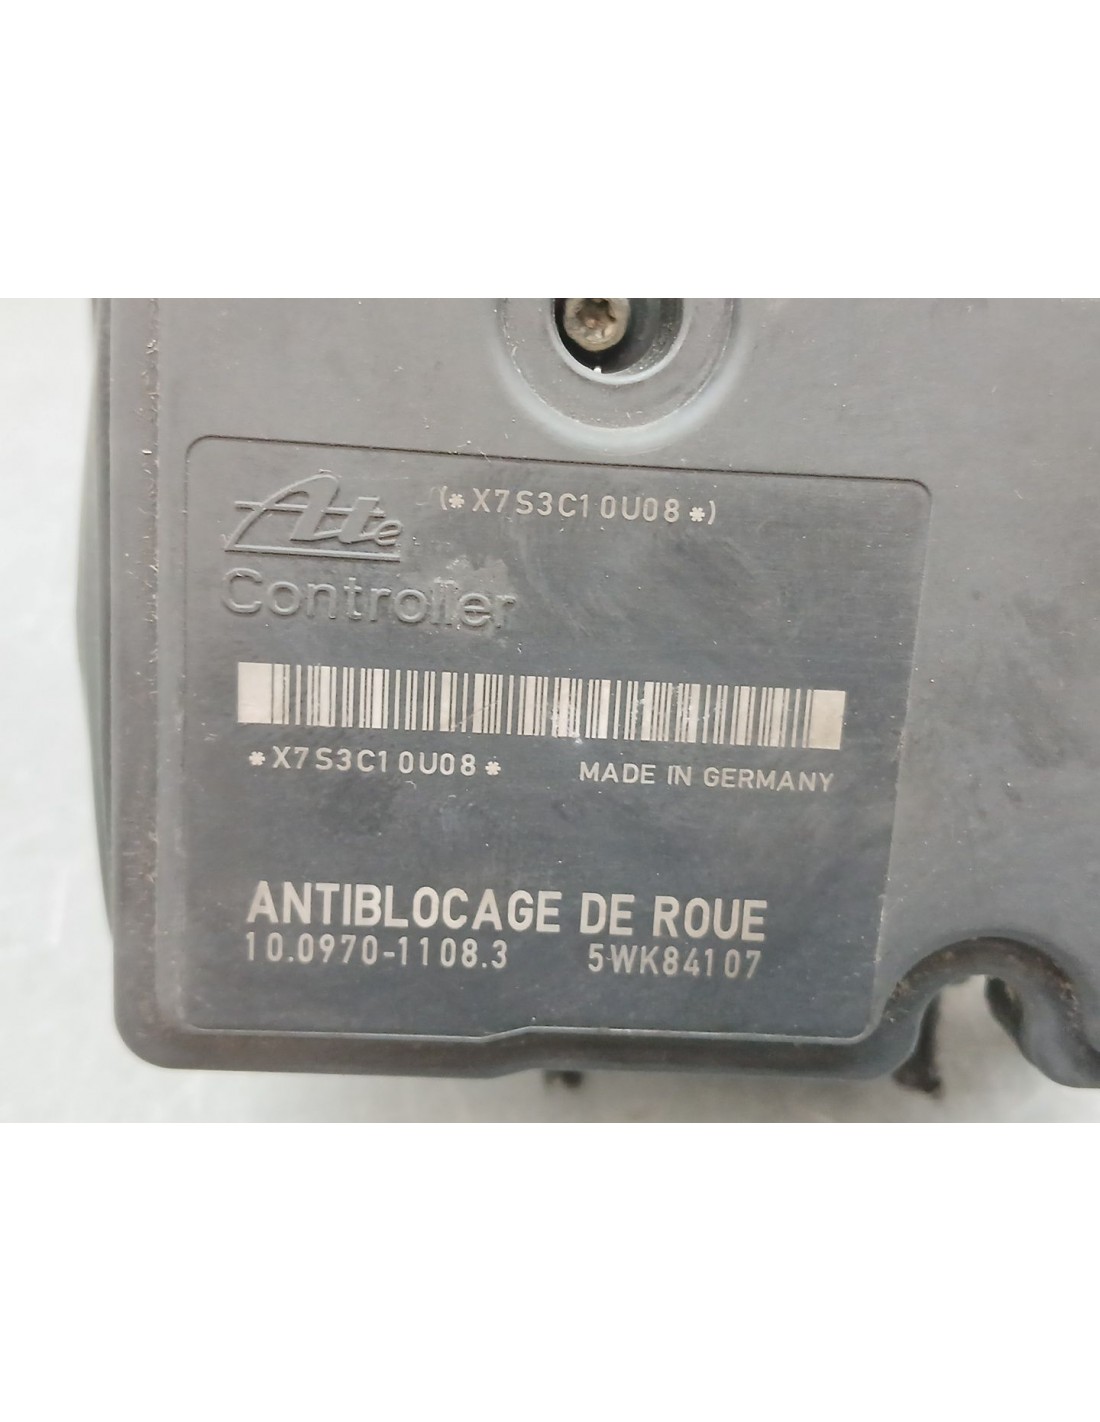 (*X7S3C10U08*)
Ate
Controller
*X7S3C10U08* MADE IN GERMANY
ANTIBLOCAGE DE ROUE
10.0970-1108.3 5WK84107